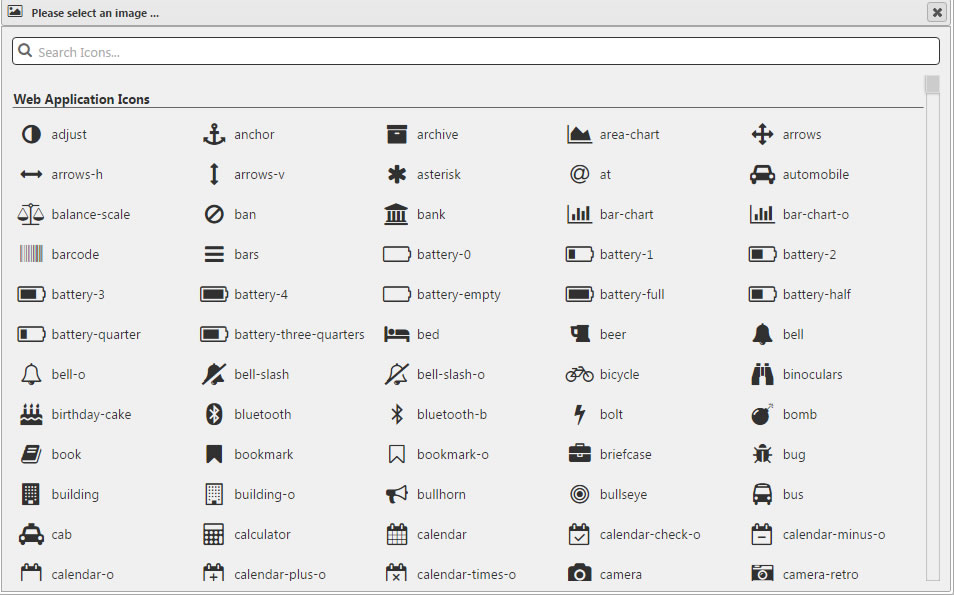 Please select an image ...
Search Icons...
Web Application Icons
adjust anchor archive area-chart arrows
arrows-h arrows-v asterisk at automobile
balance-scale ban bank bar-chart bar-chart-o
barcode bars battery-0 battery-1 battery-2
battery-3 battery-4 battery-empty battery-full battery-half
battery-quarter battery-three-quarters bed beer bell
bell-o bell-slash bell-slash-o bicycle binoculars
birthday-cake bluetooth bluetooth-b bolt bomb
book bookmark bookmark-o briefcase bug
building building-o bullhorn bullseye bus
cab calculator calendar calendar-check-o calendar-minus-o
calendar-o calendar-plus-o calendar-times-o camera camera-retro